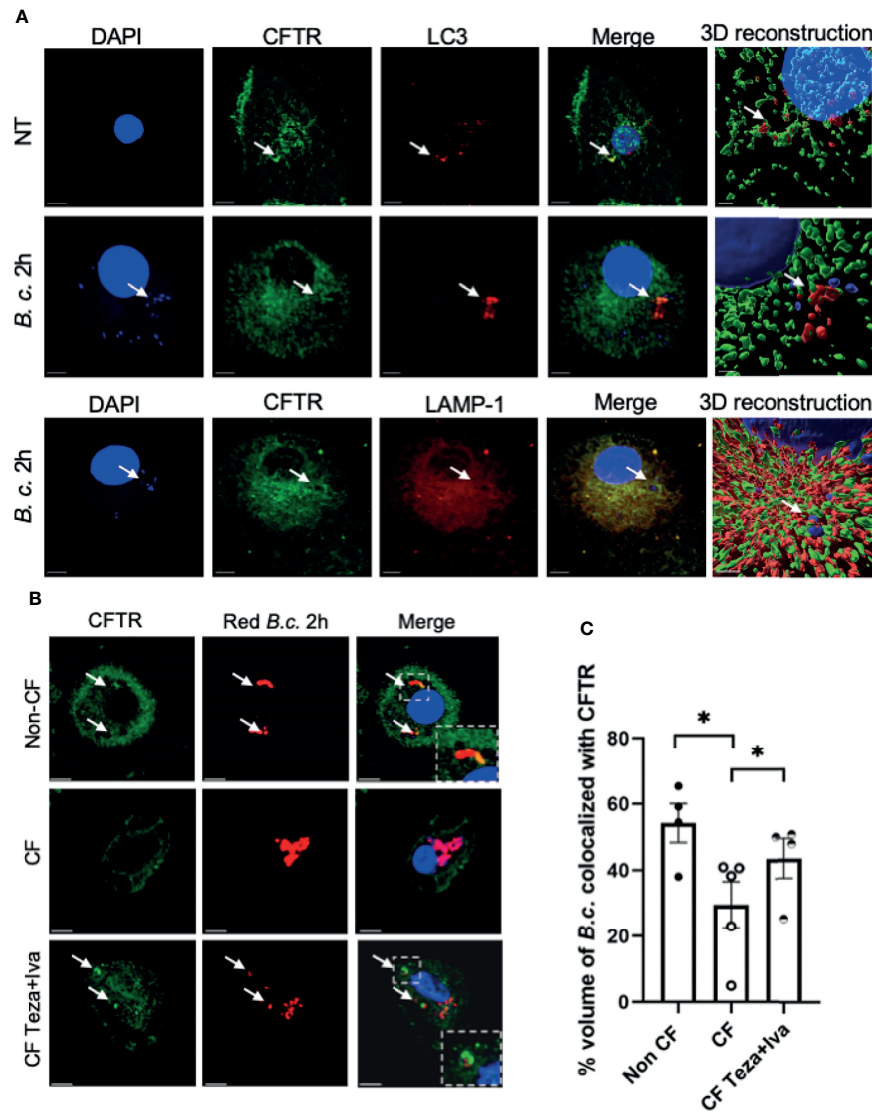 A
DAPI CFTR LC3 Merge 3D reconstruction
NT
B. c. 2h
DAPI CFTR LAMP-1 Merge 3D reconstruction
B. c. 2h
B
CFTR Red B.c. 2h Merge
Non-CF
CF
CF Teza+Iva
C
% volume of B.c. colocalized with CFTR
80
60
40
20
0
*
*
Non CF
CF
CF Teza+Iva